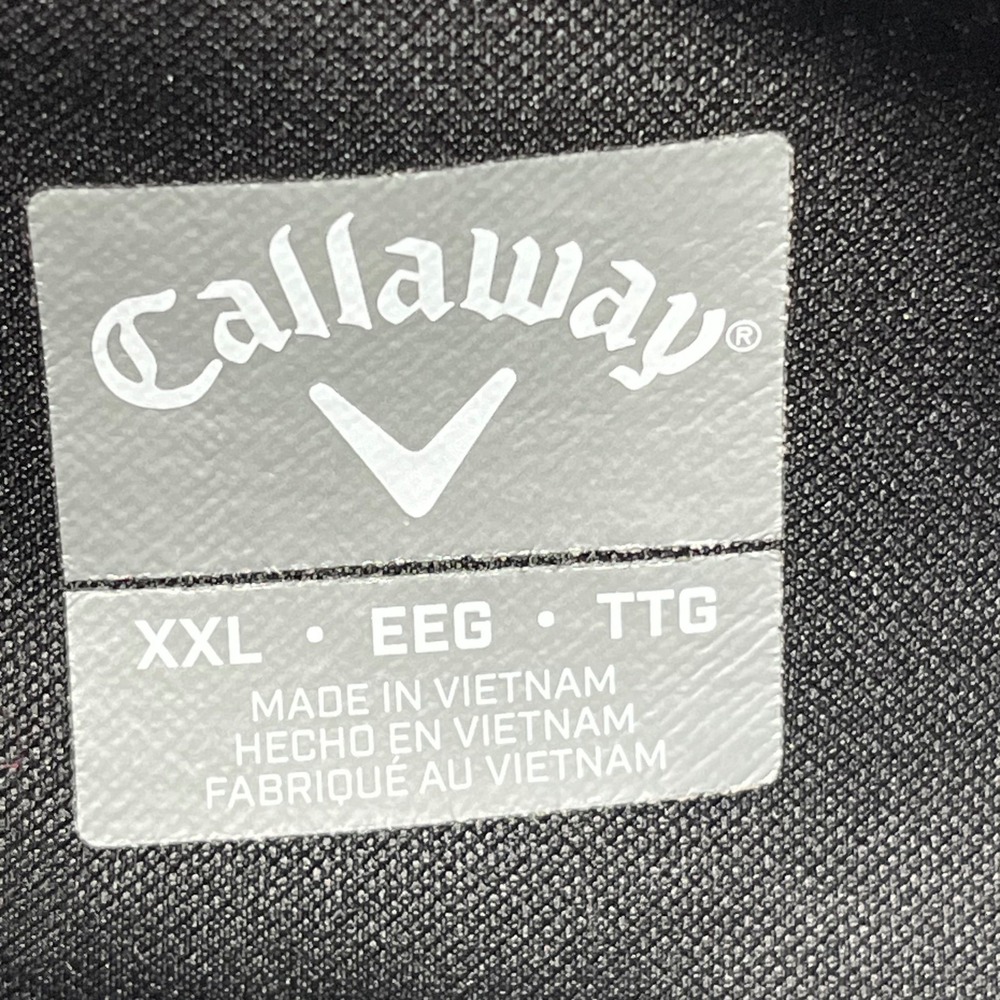 Callaway®
XXL • EEG • TTG
MADE IN VIETNAM
HECHO EN VIETNAM
FABRIQUÉ AU VIETNAM